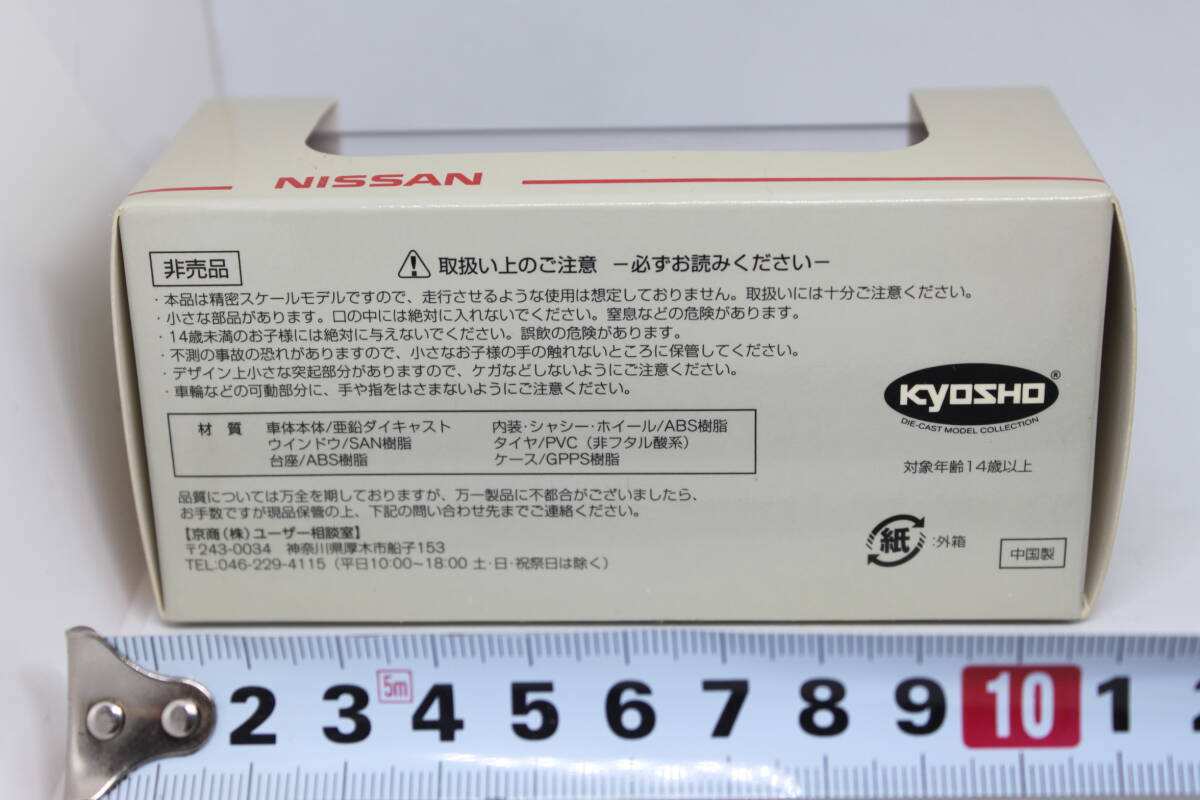 NISSAN
非売品
取扱い上のご注意 −必ずお読みください−
・本品は精密スケールモデルですので、走行させるような使用は想定しておりません。取扱いには十分ご注意ください。
・小さな部品があります。口の中には絶対に入れないでください。窒息などの危険があります。
・14歳未満のお子様には絶対に与えないでください。誤飲の危険があります。
・不測の事故の恐れがありますので、小さなお子様の手の触れないところに保管してください。
・デザイン上小さな突起部分がありますので、ケガなどしないようにご注意ください。
・車輪などの可動部分に、手や指をはさまないようにご注意ください。
材 質 車体本体/亜鉛ダイキャスト 内装・シャシー・ホイール/ABS樹脂
ウインドウ/SAN樹脂 タイヤ/PVC（非フタル酸系）
台座/ABS樹脂 ケース/GPPS樹脂
KYOSHO®
DIE-CAST MODEL COLLECTION
対象年齢14歳以上
品質については万全を期しておりますが、万一製品に不都合がございましたら、
お手数ですが現品保管の上、下記の問い合わせ先までご連絡ください。
【京商（株）ユーザー相談室】
〒243-0034 神奈川県厚木市船子153
TEL:046-229-4115（平日10:00~18:00 土・日・祝祭日は除く）
紙 :外箱
中国製
2 3 5m 4 5 6 7 8 9 10 1